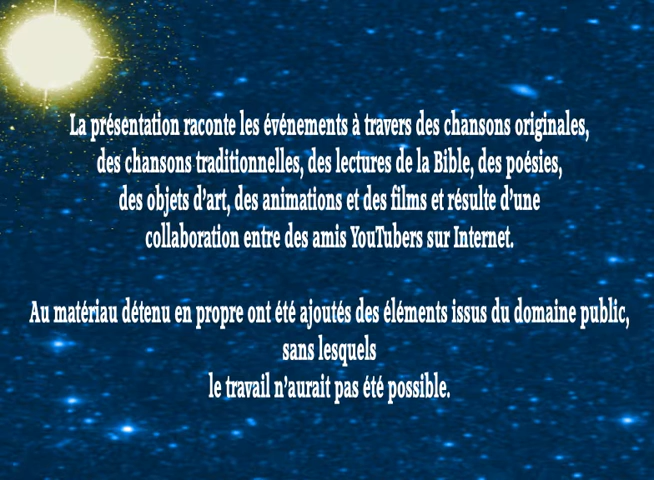 La présentation raconte les événements à travers des chansons originales,
des chansons traditionnelles, des lectures de la Bible, des poésies,
des objets d'art, des animations et des films et résulte d'une
collaboration entre des amis YouTubers sur Internet.
Au matériau détenu en propre ont été ajoutés des éléments issus du domaine public,
sans lesquels
le travail n'aurait pas été possible.